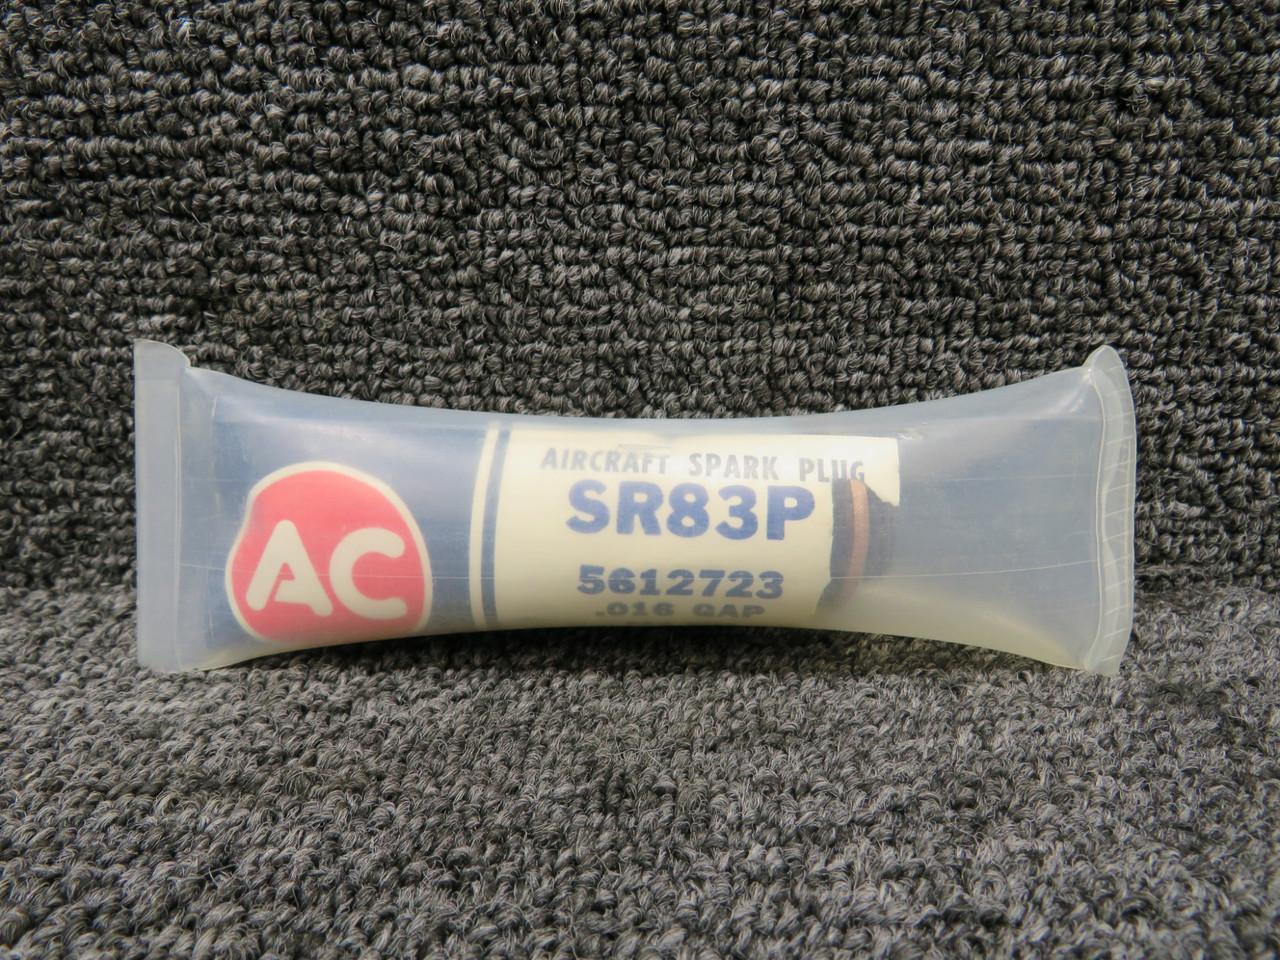 AC
AIRCRAFT SPARK PLUG
SR83P
5612723
.016 GAP